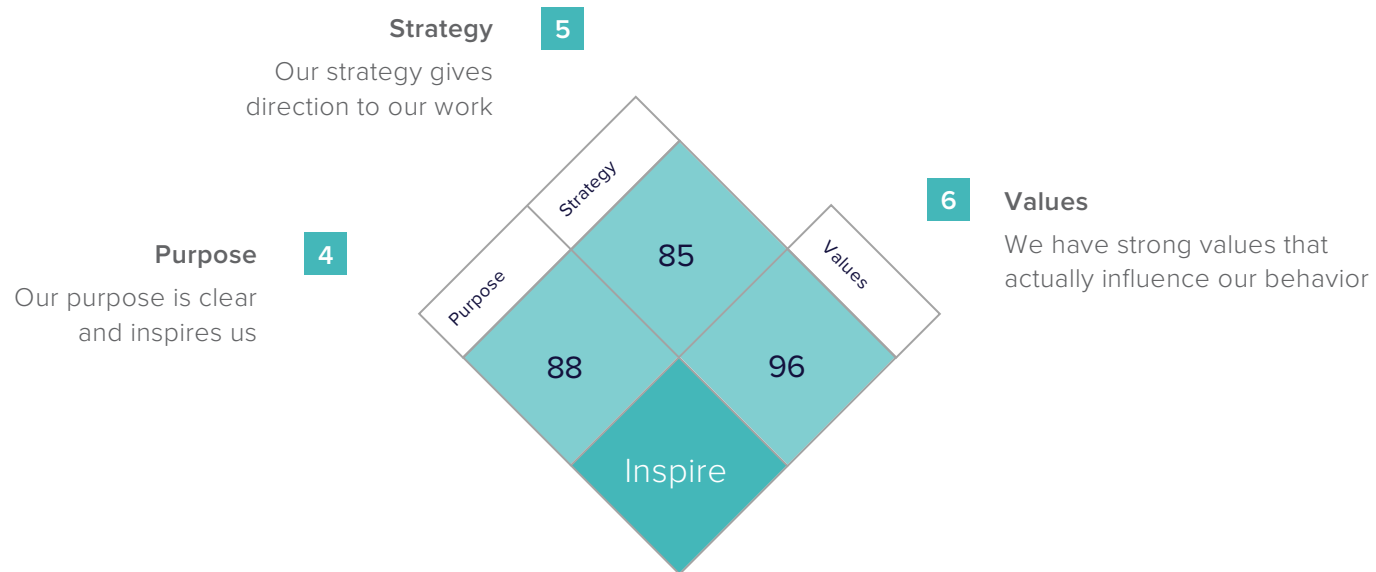 Strategy
5
Our strategy gives
direction to our work
Strategy
6
Values
We have strong values that
actually influence our behavior
Values
Purpose
4
Our purpose is clear
and inspires us
Purpose
85
88
96
Inspire